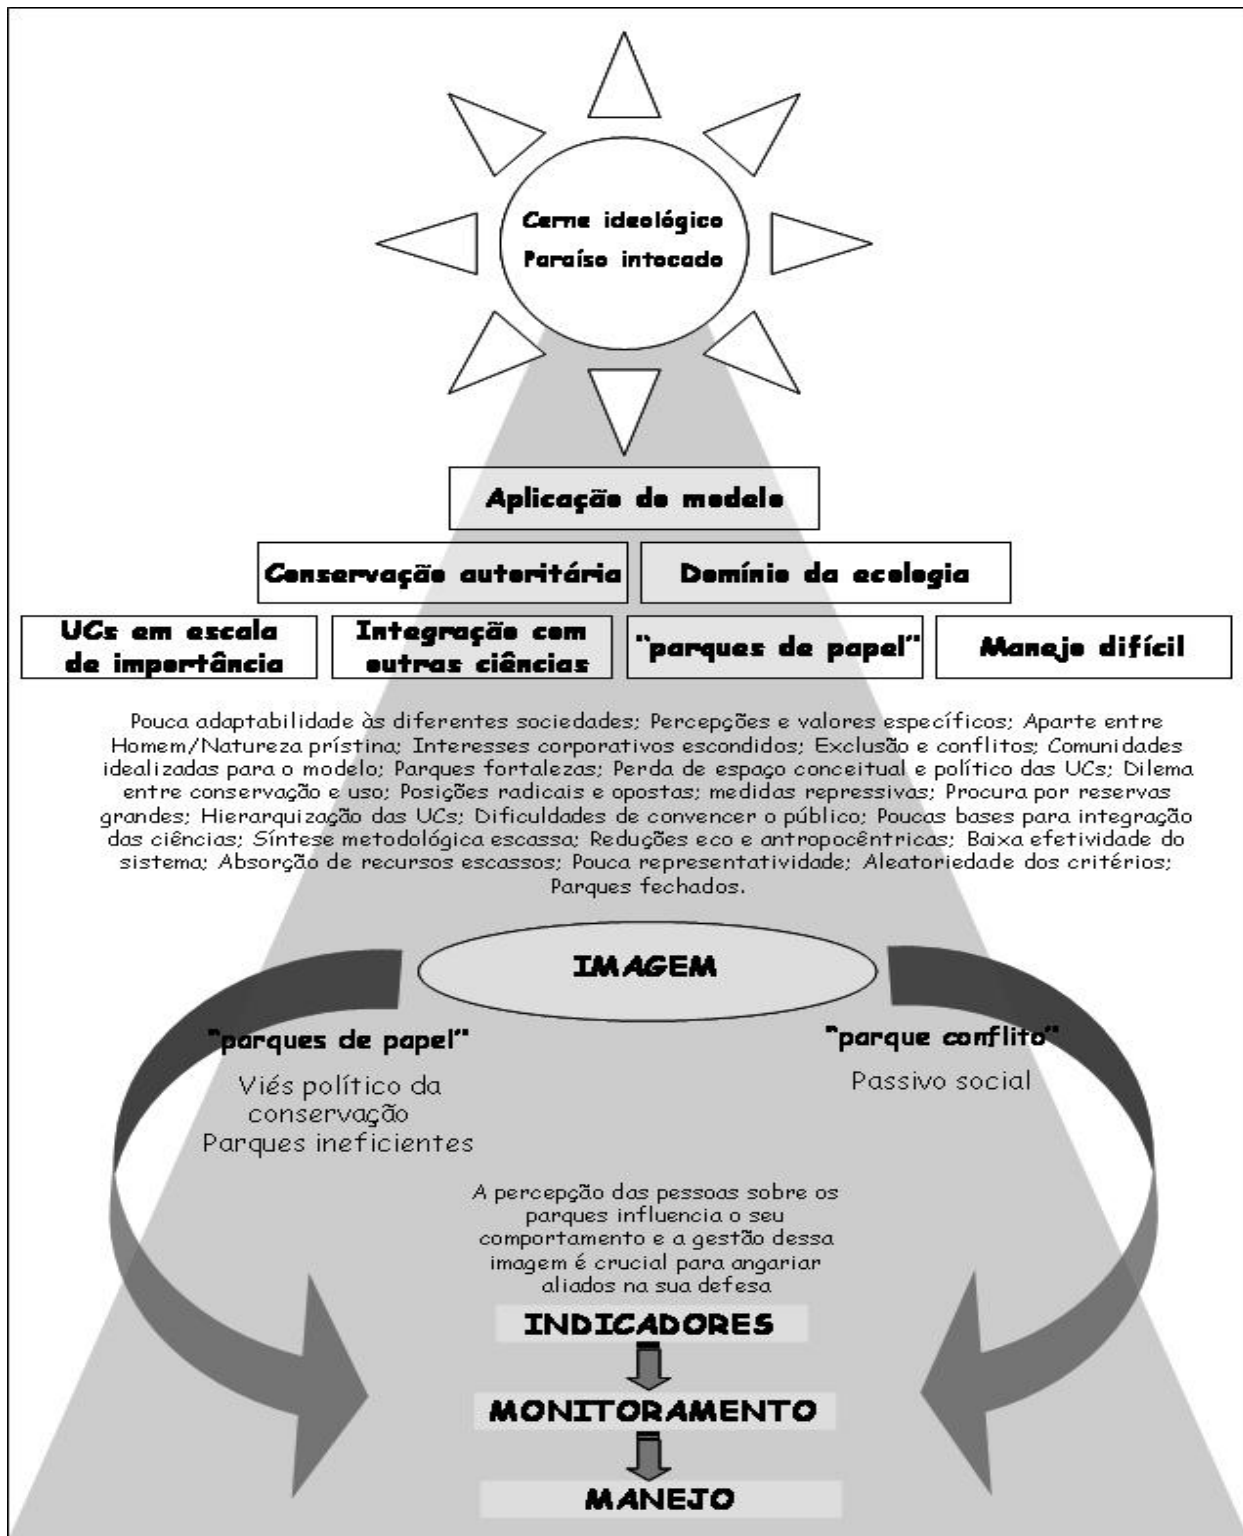 Cerne ideológico
Paraíso intocado
Aplicação do modelo
Conservação autoritária
Domínio da ecologia
UCs em escala
de importância
Integração com
outras ciências
"parques de papel"
Manejo difícil
Pouca adaptabilidade às diferentes sociedades; Percepções e valores específicos; Aparte entre
Homem/Natureza prístina; Interesses corporativos escondidos; Exclusão e conflitos; Comunidades
idealizadas para o modelo; Parques fortalezas; Perda de espaço conceitual e político das UCs; Dilema
entre conservação e uso; Posições radicais e opostas; medidas repressivas; Procura por reservas
grandes; Hierarquização das UCs; Dificuldades de convencer o público; Poucas bases para integração
das ciências; Síntese metodológica escassa; Reduções eco e antropocêntricas; Baixa efetividade do
sistema; Absorção de recursos escassos; Pouca representatividade; Aleatoriedade dos critérios;
Parques fechados.
IMAGEM
"parques de papel"
Viés político da
conservação
Parques ineficientes
"parque conflito"
Passivo social
A percepção das pessoas sobre os
parques influencia o seu
comportamento e a gestão dessa
imagem é crucial para angariar
aliados na sua defesa
INDICADORES
MONITORAMENTO
MANEJO